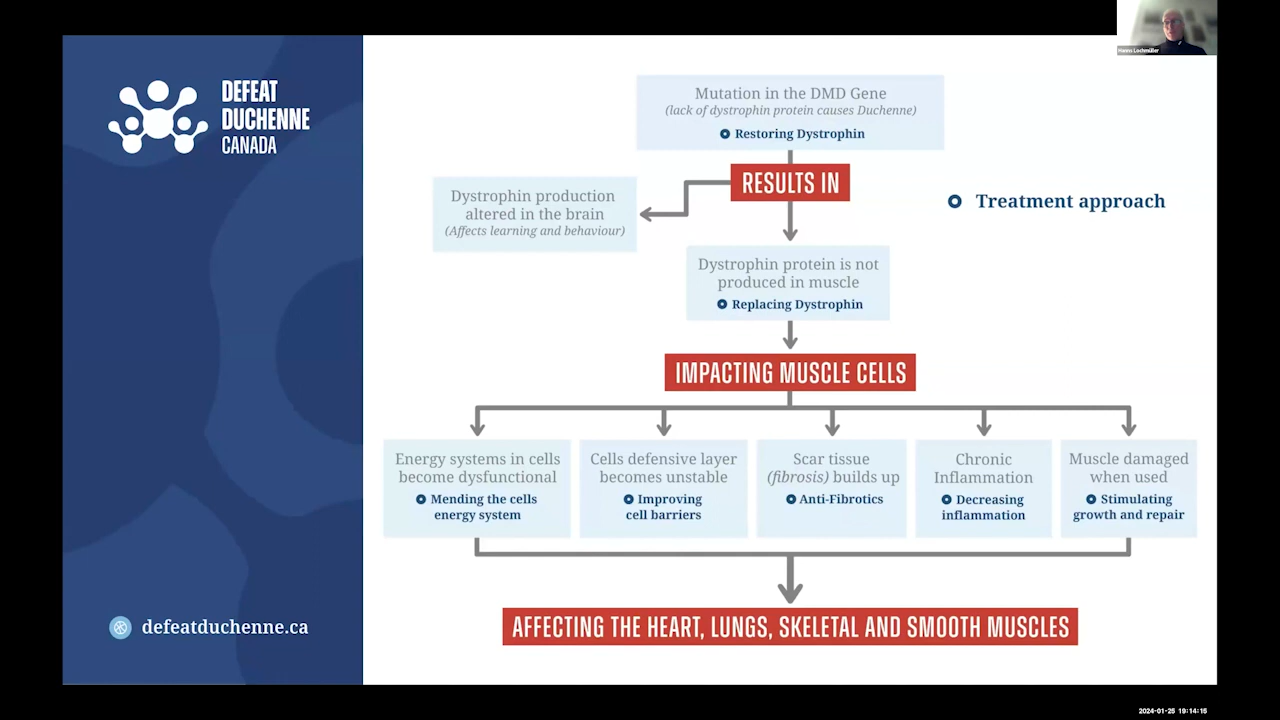 Hanns Lochmüller
DEFEAT
DUCHENNE
CANADA
defeatduchenne.ca
Mutation in the DMD Gene
(lack of dystrophin protein causes Duchenne)
Restoring Dystrophin
RESULTS IN
Treatment approach
Dystrophin production
altered in the brain
(Affects learning and behaviour)
Dystrophin protein is not
produced in muscle
Replacing Dystrophin
IMPACTING MUSCLE CELLS
Energy systems in cells
become dysfunctional
Mending the cells
energy system
Cells defensive layer
becomes unstable
Improving
cell barriers
Scar tissue
(fibrosis) builds up
Anti-Fibrotics
Chronic
Inflammation
Decreasing
inflammation
Muscle damaged
when used
Stimulating
growth and repair
AFFECTING THE HEART, LUNGS, SKELETAL AND SMOOTH MUSCLES
2024-01-25 19:14:15